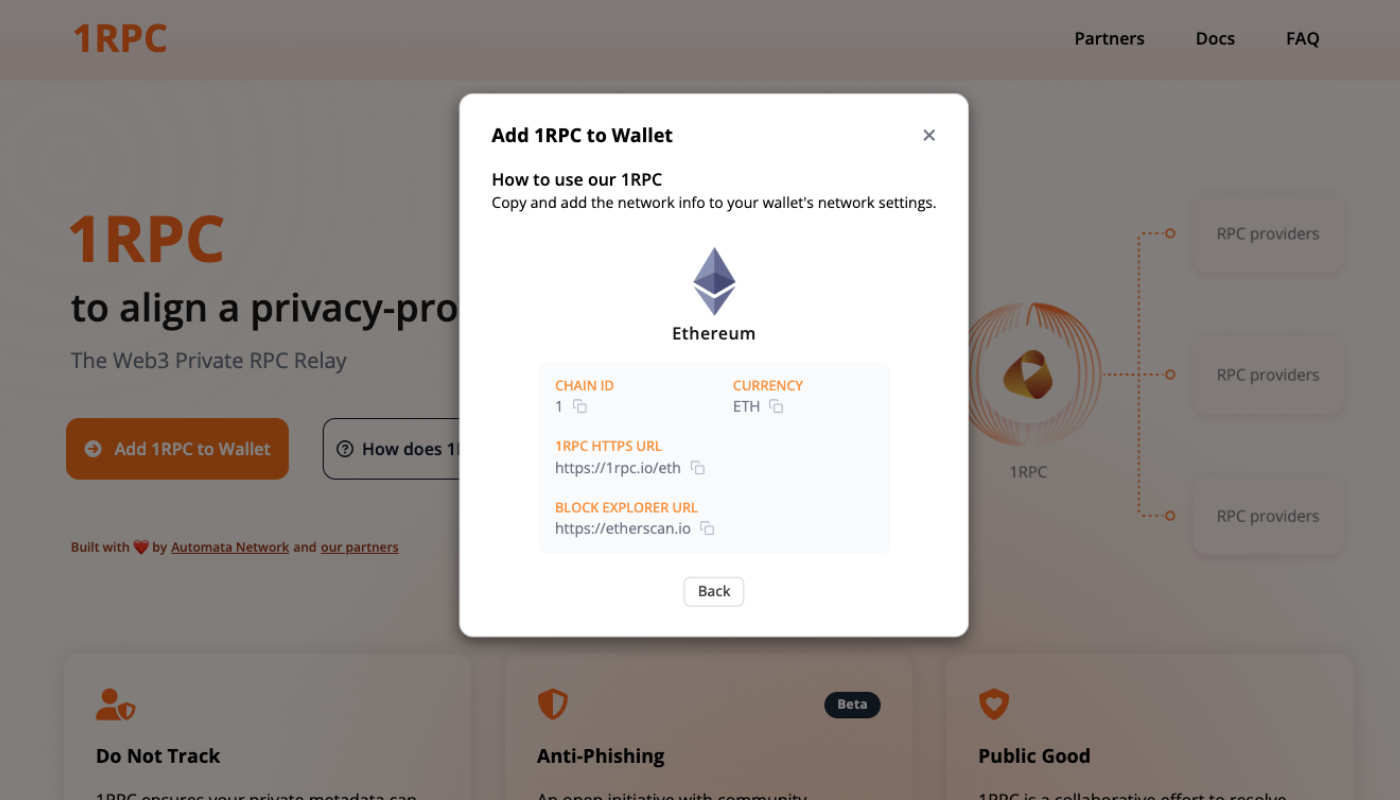 1RPC
Partners
Docs
FAQ
Add 1RPC to Wallet
How to use our 1RPC
Copy and add the network info to your wallet's network settings.
Ethereum
CHAIN ID
CURRENCY
1
ETH
1RPC HTTPS URL
https://1rpc.io/eth
BLOCK EXPLORER URL
https://etherscan.io
Back
1RPC
to align a privacy-pro
The Web3 Private RPC Relay
Add 1RPC to Wallet
How does 1
Built with ❤️ by Automata Network and our partners
RPC providers
RPC providers
1RPC
RPC providers
Do Not Track
1RPC ensures your private metadata can
Beta
Anti-Phishing
An open initiative with community
Public Good
1RPC is a collaborative effort to resolve